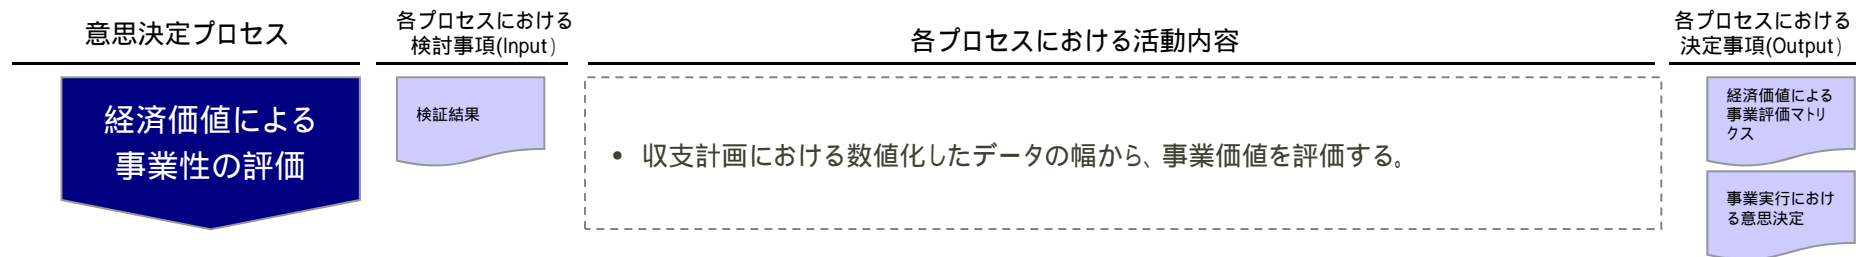 意思決定プロセス
各プロセスにおける
検討事項(Input)
各プロセスにおける活動内容
各プロセスにおける
決定事項(Output)
経済価値による
事業性の評価
検証結果
• 収支計画における数値化したデータの幅から、事業価値を評価する。
経済価値による
事業評価マトリ
クス
事業実行におけ
る意思決定